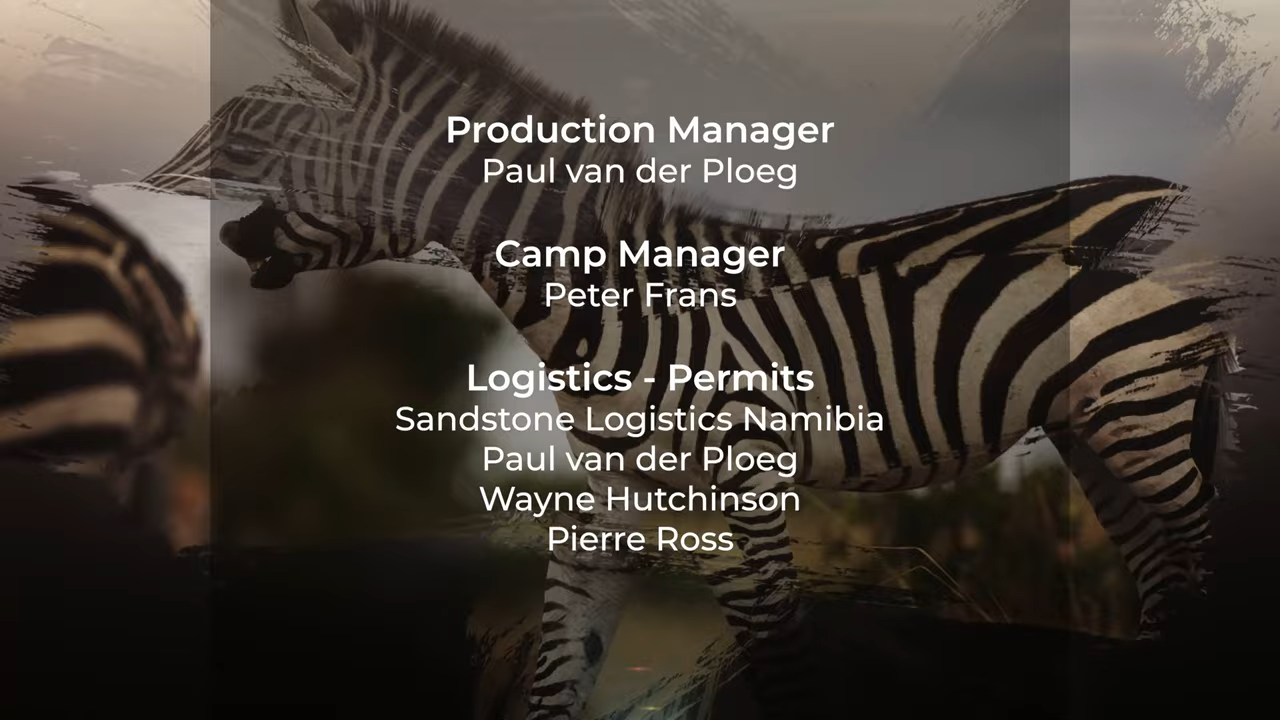 Production Manager
Paul van der Ploeg
Camp Manager
Peter Frans
Logistics - Permits
Sandstone Logistics Namibia
Paul van der Ploeg
Wayne Hutchinson
Pierre Ross